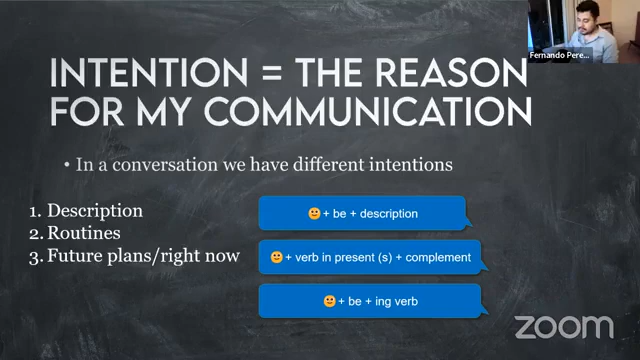 Fernando Pere...
INTENTION = THE REASON
FOR MY COMMUNICATION
• In a conversation we have different intentions
1. Description
🙂 + be + description
2. Routines
🙂 + verb in present (s) + complement
3. Future plans/right now
🙂 + be + ing verb
zoom